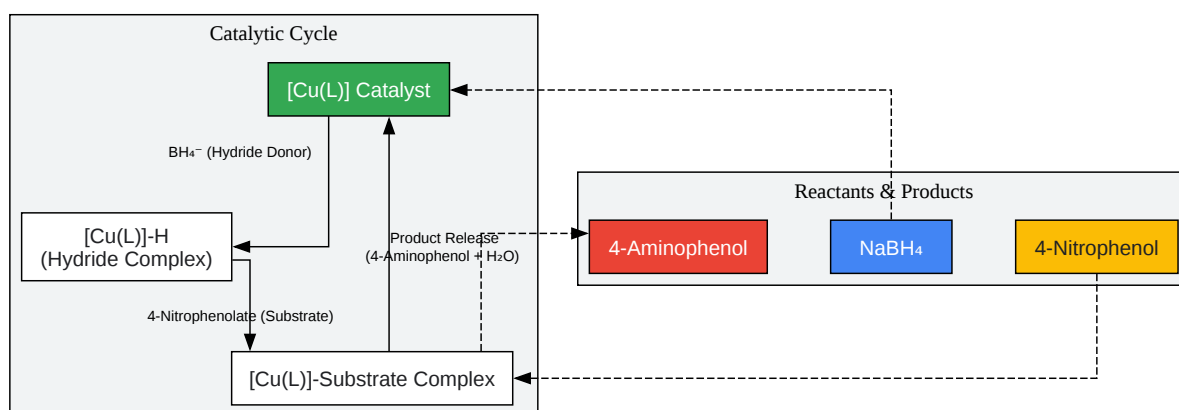 Catalytic Cycle
[Cu(L)] Catalyst
BH₄⁻ (Hydride Donor)
[Cu(L)]-H
(Hydride Complex)
Product Release
(4-Aminophenol + H₂O)
4-Nitrophenolate (Substrate)
[Cu(L)]-Substrate Complex
Reactants & Products
4-Aminophenol
NaBH₄
4-Nitrophenol